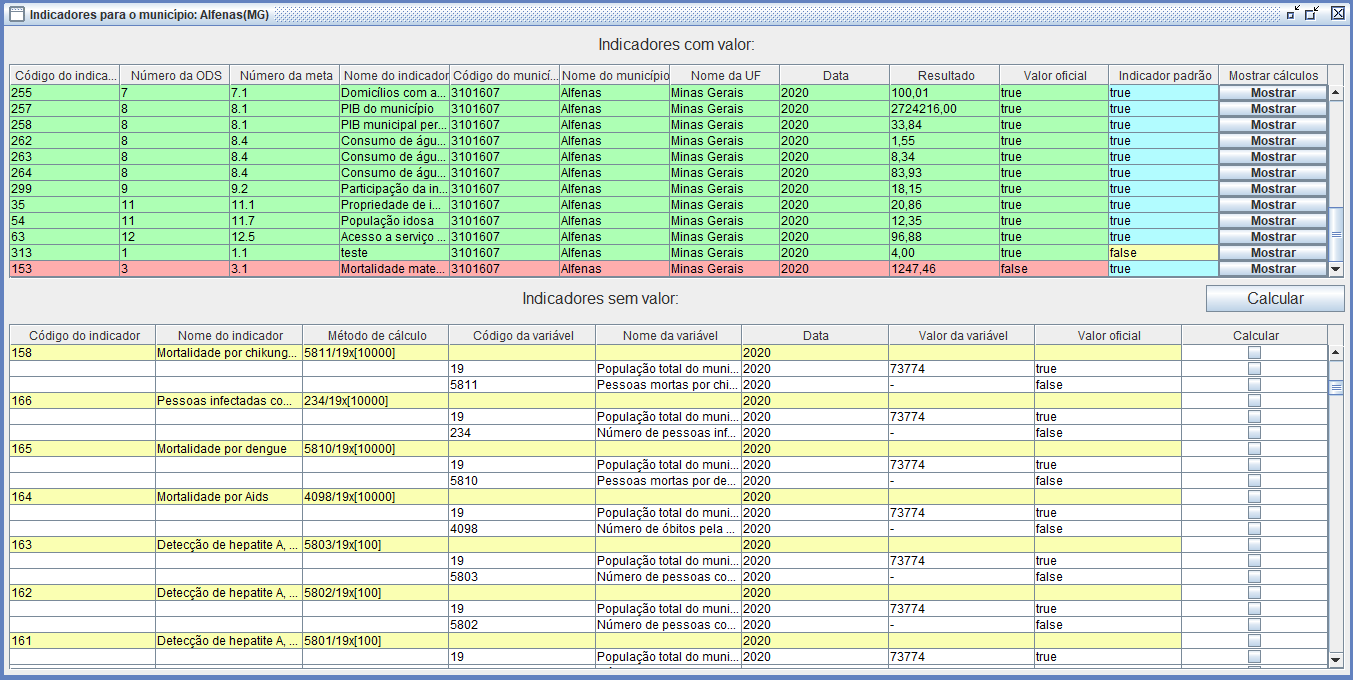 Indicadores para o município: Alfenas(MG)
Indicadores com valor:
Código do indica... Número da ODS Número da meta Nome do indicador Código do municí... Nome do município Nome da UF Data Resultado Valor oficial Indicador padrão Mostrar cálculos
255 7 7.1 Domicílios com a... 3101607 Alfenas Minas Gerais 2020 100,01 true true Mostrar
257 8 8.1 PIB do município 3101607 Alfenas Minas Gerais 2020 2724216,00 true true Mostrar
258 8 8.1 PIB municipal per... 3101607 Alfenas Minas Gerais 2020 33,84 true true Mostrar
262 8 8.4 Consumo de águ... 3101607 Alfenas Minas Gerais 2020 1,55 true true Mostrar
263 8 8.4 Consumo de águ... 3101607 Alfenas Minas Gerais 2020 8,34 true true Mostrar
264 8 8.4 Consumo de águ... 3101607 Alfenas Minas Gerais 2020 83,93 true true Mostrar
299 9 9.2 Participação da in... 3101607 Alfenas Minas Gerais 2020 18,15 true true Mostrar
35 11 11.1 Propriedade de i... 3101607 Alfenas Minas Gerais 2020 20,86 true true Mostrar
54 11 11.7 População idosa 3101607 Alfenas Minas Gerais 2020 12,35 true true Mostrar
63 12 12.5 Acesso a serviço ... 3101607 Alfenas Minas Gerais 2020 96,88 true true Mostrar
313 1 1.1 teste 3101607 Alfenas Minas Gerais 2020 4,00 true false Mostrar
153 3 3.1 Mortalidade mate... 3101607 Alfenas Minas Gerais 2020 1247,46 false true Mostrar
Indicadores sem valor:
Calcular
Código do indicador Nome do indicador Método de cálculo Código da variável Nome da variável Data Valor da variável Valor oficial Calcular
158 Mortalidade por chikung... 5811/19x[10000] 2020
19 População total do muni... 2020 73774 true
5811 Pessoas mortas por chi... 2020 - false
166 Pessoas infectadas co... 234/19x[10000] 2020
19 População total do muni... 2020 73774 true
234 Número de pessoas inf... 2020 - false
165 Mortalidade por dengue 5810/19x[10000] 2020
19 População total do muni... 2020 73774 true
5810 Pessoas mortas por de... 2020 - false
164 Mortalidade por Aids 4098/19x[10000] 2020
19 População total do muni... 2020 73774 true
4098 Número de óbitos pela ... 2020 - false
163 Detecção de hepatite A, ... 5803/19x[100] 2020
19 População total do muni... 2020 73774 true
5803 Número de pessoas co... 2020 - false
162 Detecção de hepatite A, ... 5802/19x[100] 2020
19 População total do muni... 2020 73774 true
5802 Número de pessoas co... 2020 - false
161 Detecção de hepatite A, ... 5801/19x[100] 2020
19 População total do muni... 2020 73774 true